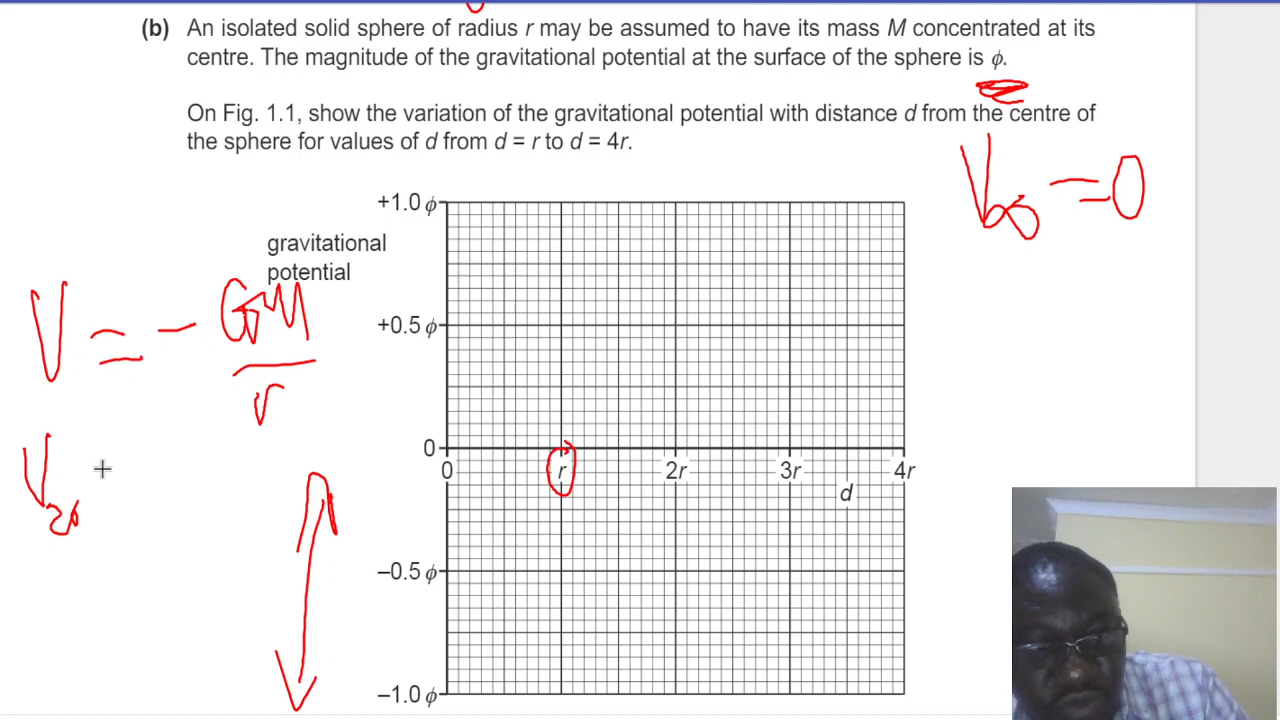 (b) An isolated solid sphere of radius r may be assumed to have its mass M concentrated at its
centre. The magnitude of the gravitational potential at the surface of the sphere is ϕ.
On Fig. 1.1, show the variation of the gravitational potential with distance d from the centre of
the sphere for values of d from d = r to d = 4r.
V∞ = 0
+1.0 ϕ
gravitational
potential
V = - GM
r
+0.5 ϕ
0
0 r 2r 3r 4r
d
V
–0.5 ϕ
–1.0 ϕ